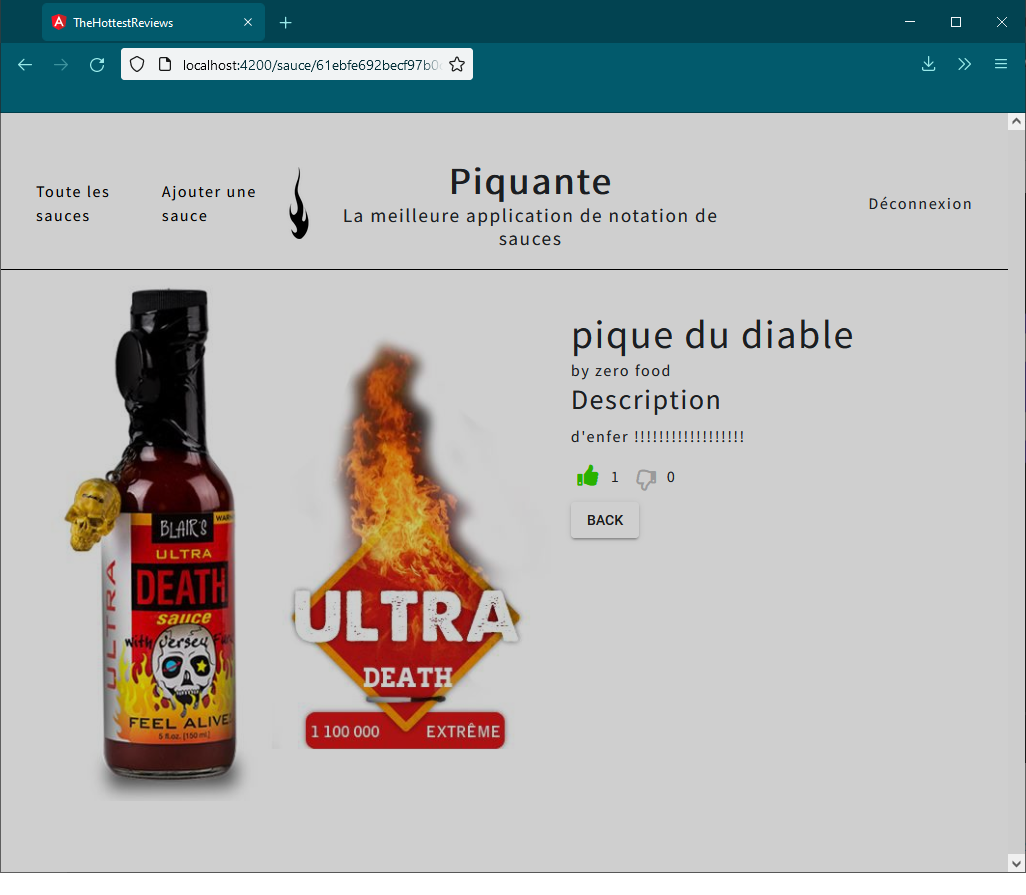 TheHottestReviews
localhost:4200/sauce/61ebfe692becf97b0
Toute les
sauces
Ajouter une
sauce
Piquante
La meilleure application de notation de
sauces
Déconnexion
pique du diable
by zero food
Description
d'enfer !!!!!!!!!!!!!!!!!!
1
0
BACK
BLAIR'S
ULTRA
DEATH
sauce
with Jersey
FEEL ALIVE!
5 fl.oz. [150 ml.]
ULTRA
ULTRA
DEATH
1 100 000
EXTRÊME